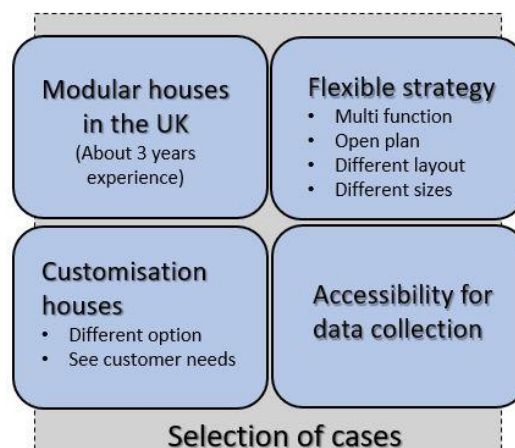 Modular houses
in the UK
(About 3 years
experience)
Flexible strategy
• Multi function
• Open plan
• Different layout
• Different sizes
Customisation
houses
• Different option
• See customer needs
Accessibility for
data collection
Selection of cases